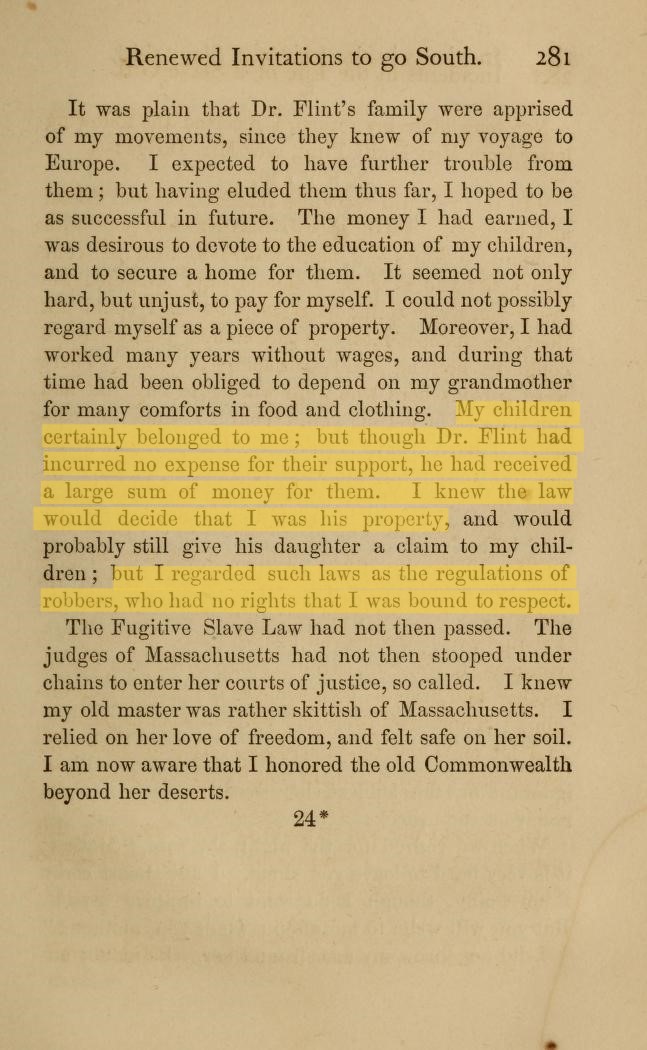 Renewed Invitations to go South. 281
It was plain that Dr. Flint's family were apprised
of my movements, since they knew of my voyage to
Europe. I expected to have further trouble from
them; but having eluded them thus far, I hoped to be
as successful in future. The money I had earned, I
was desirous to devote to the education of my children,
and to secure a home for them. It seemed not only
hard, but unjust, to pay for myself. I could not possibly
regard myself as a piece of property. Moreover, I had
worked many years without wages, and during that
time had been obliged to depend on my grandmother
for many comforts in food and clothing. My children
certainly belonged to me; but though Dr. Flint had
incurred no expense for their support, he had received
a large sum of money for them. I knew the law
would decide that I was his property, and would
probably still give his daughter a claim to my chil-
dren; but I regarded such laws as the regulations of
robbers, who had no rights that I was bound to respect.
The Fugitive Slave Law had not then passed. The
judges of Massachusetts had not then stooped under
chains to enter her courts of justice, so called. I knew
my old master was rather skittish of Massachusetts. I
relied on her love of freedom, and felt safe on her soil.
I am now aware that I honored the old Commonwealth
beyond her deserts.
24*